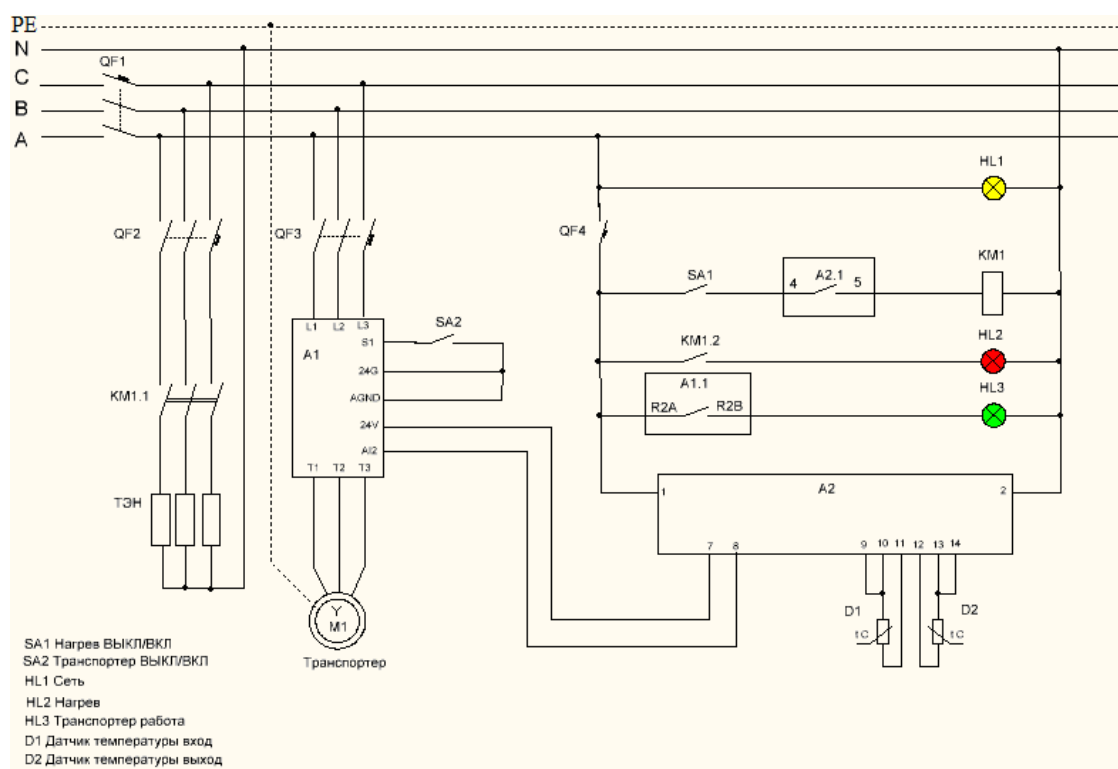 PE
N
QF1
C
B
A
HL1
QF2
QF3
QF4
SA1
4 A2.1 5
KM1
L1 L2 L3
SA2
S1
A1
24G
KM1.2
HL2
KM1.1
AGND
A1.1
HL3
R2A R2B
24V
AI2
T1 T2 T3
ТЭН
1 A2 2
7 8 9 10 11 12 13 14
D1 D2
Y
M1
t C t C
Транспортер
SA1 Нагрев ВЫКЛ/ВКЛ
SA2 Транспортер ВЫКЛ/ВКЛ
HL1 Сеть
HL2 Нагрев
HL3 Транспортер работа
D1 Датчик температуры вход
D2 Датчик температуры выход